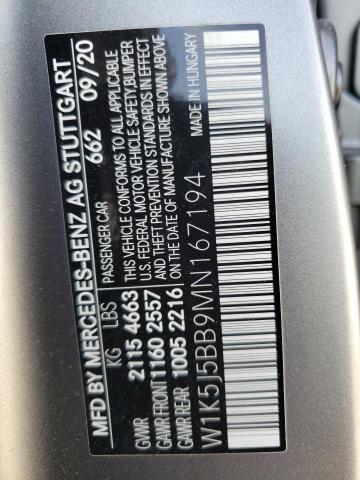 MFD BY MERCEDES-BENZ AG STUTTGART
PASSENGER CAR 662 09/20
KG LBS
GVWR 2115 4663
GAWR FRONT 1160 2557
GAWR REAR 1005 2216
THIS VEHICLE CONFORMS TO ALL APPLICABLE
U.S. FEDERAL MOTOR VEHICLE SAFETY,BUMPER
AND THEFT PREVENTION STANDARDS IN EFFECT
ON THE DATE OF MANUFACTURE SHOWN ABOVE
MADE IN HUNGARY
W1K5J5BB9MN167194